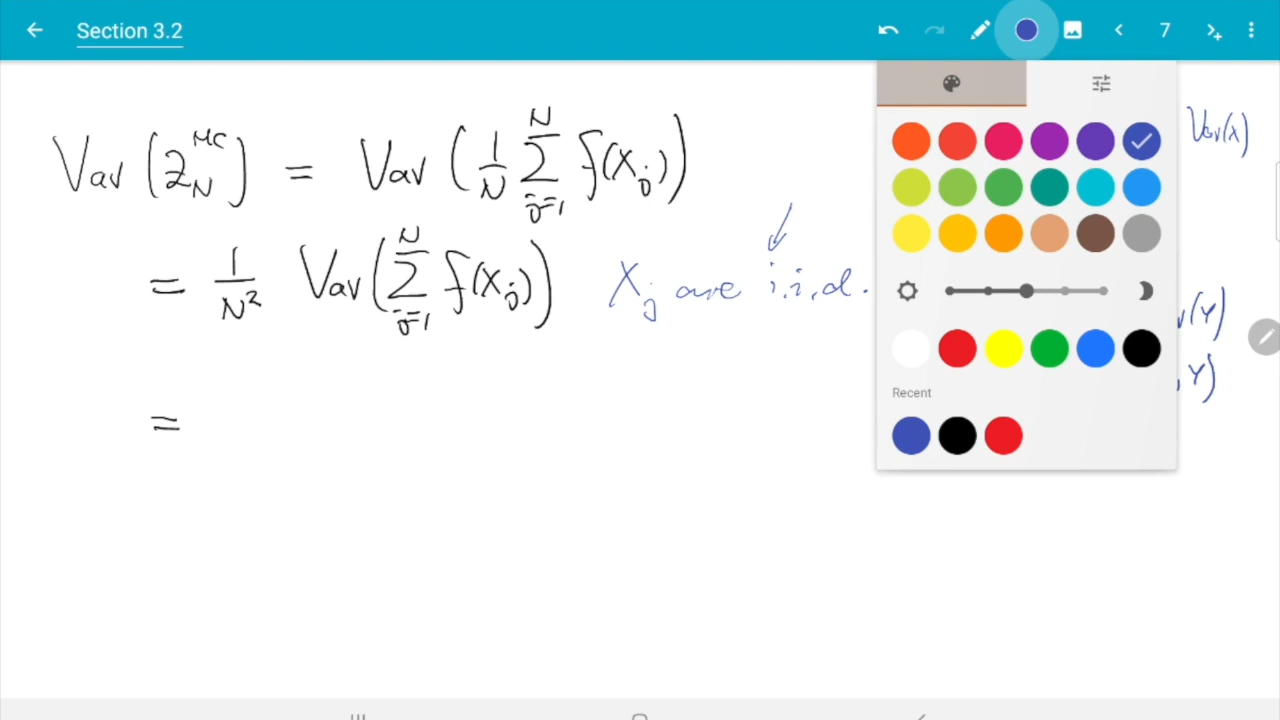 Section 3.2
7
Var (Z_N^{MC}) = Var (1/N Σ_{j=1}^N f(X_j))
Var(X)
= 1/N² Var(Σ_{j=1}^N f(X_j)) X_j are i.i.d.
(Y)
, Y)
=
Recent